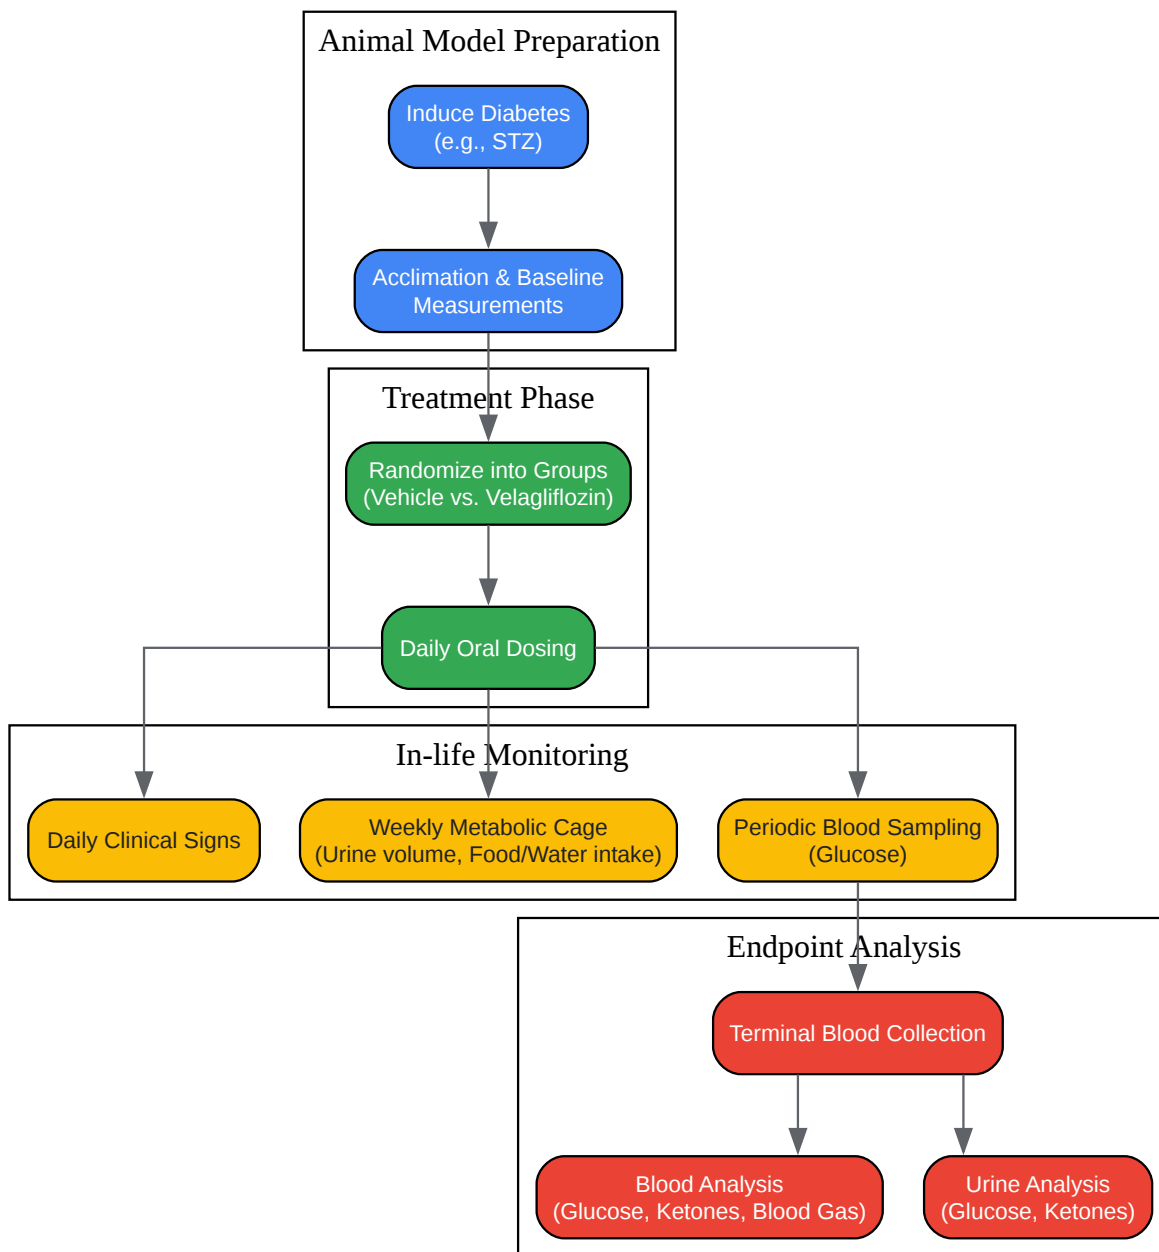 Animal Model Preparation
Induce Diabetes
(e.g., STZ)
Acclimation & Baseline
Measurements
Treatment Phase
Randomize into Groups
(Vehicle vs. Velagliflozin)
Daily Oral Dosing
In-life Monitoring
Daily Clinical Signs
Weekly Metabolic Cage
(Urine volume, Food/Water intake)
Periodic Blood Sampling
(Glucose)
Endpoint Analysis
Terminal Blood Collection
Blood Analysis
(Glucose, Ketones, Blood Gas)
Urine Analysis
(Glucose, Ketones)